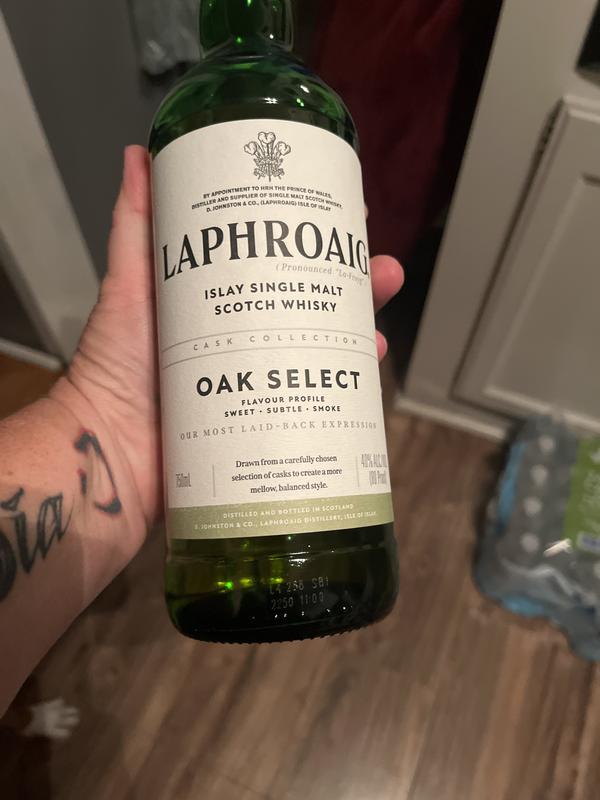 BY APPOINTMENT TO HRH THE PRINCE OF WALES,
DISTILLER AND SUPPLIER OF SINGLE MALT SCOTCH WHISKY,
D. JOHNSTON & CO., (LAPHROAIG) ISLE OF ISLAY
LAPHROAIG
(Pronounced "La-Froyg")
ISLAY SINGLE MALT
SCOTCH WHISKY
CASK COLLECTION
OAK SELECT
FLAVOUR PROFILE
SWEET • SUBTLE • SMOKE
OUR MOST LAID-BACK EXPRESSION
750mL
Drawn from a carefully chosen
selection of casks to create a more
mellow, balanced style.
40% ALC./VOL.
(80 Proof)
DISTILLED AND BOTTLED IN SCOTLAND
D. JOHNSTON & CO., LAPHROAIG DISTILLERY, ISLE OF ISLAY.
SB1
11:00